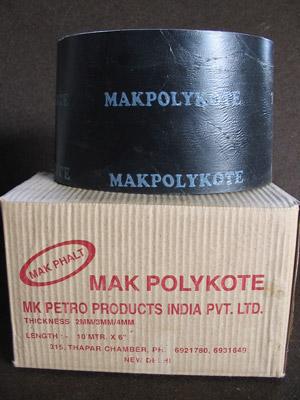 MAKPOLYKOTE
MAKPOLYKOTE
MAK PHALT
MAK POLYKOTE
MK PETRO PRODUCTS INDIA PVT. LTD.
THICKNESS 2MM/3MM/4MM
LENGTH:- 10 MTR. X 6"
315, THAPAR CHAMBER, PH. 6921780, 6931649
NEW DELHI